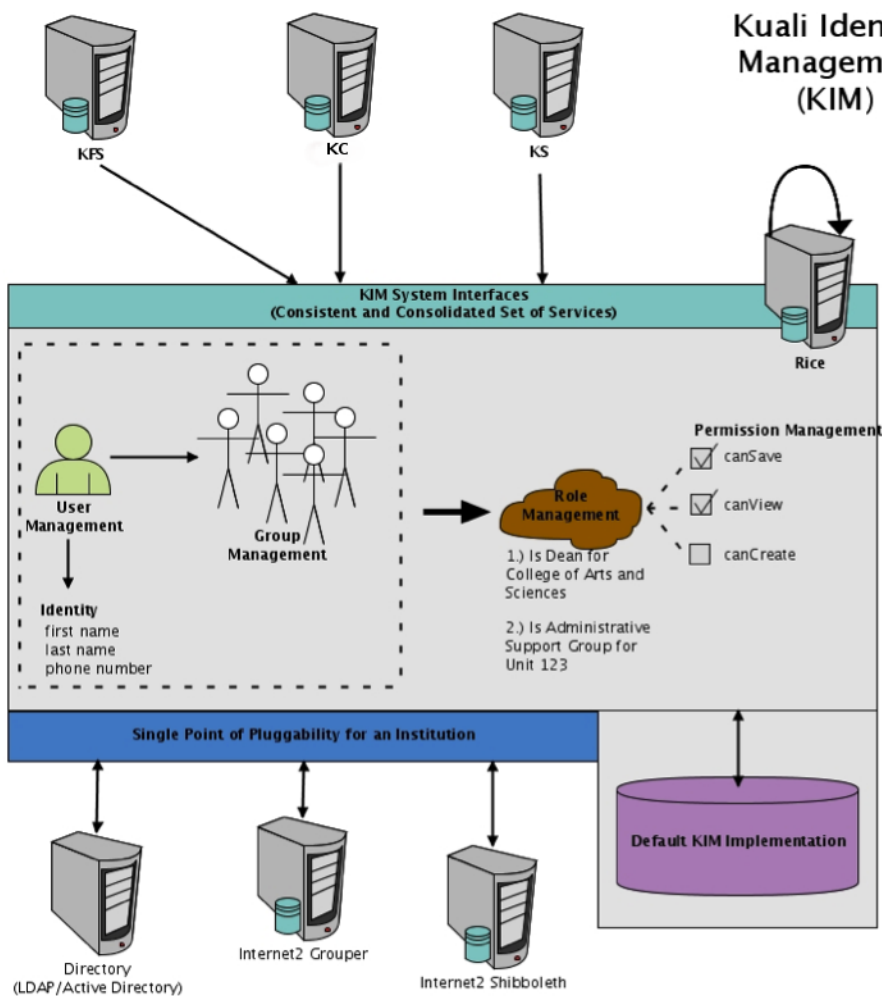 Kuali Iden
Managem
(KIM)
KFS
KC
KS
Rice
KIM System Interfaces
(Consistent and Consolidated Set of Services)
User
Management
Group
Management
Identity
first name
last name
phone number
Role
Management
1.) Is Dean for
College of Arts and
Sciences
2.) Is Administrative
Support Group for
Unit 123
Permission Management
canSave
canView
canCreate
Single Point of Pluggability for an Institution
Default KIM Implementation
Directory
(LDAP/Active Directory)
Internet2 Grouper
Internet2 Shibboleth